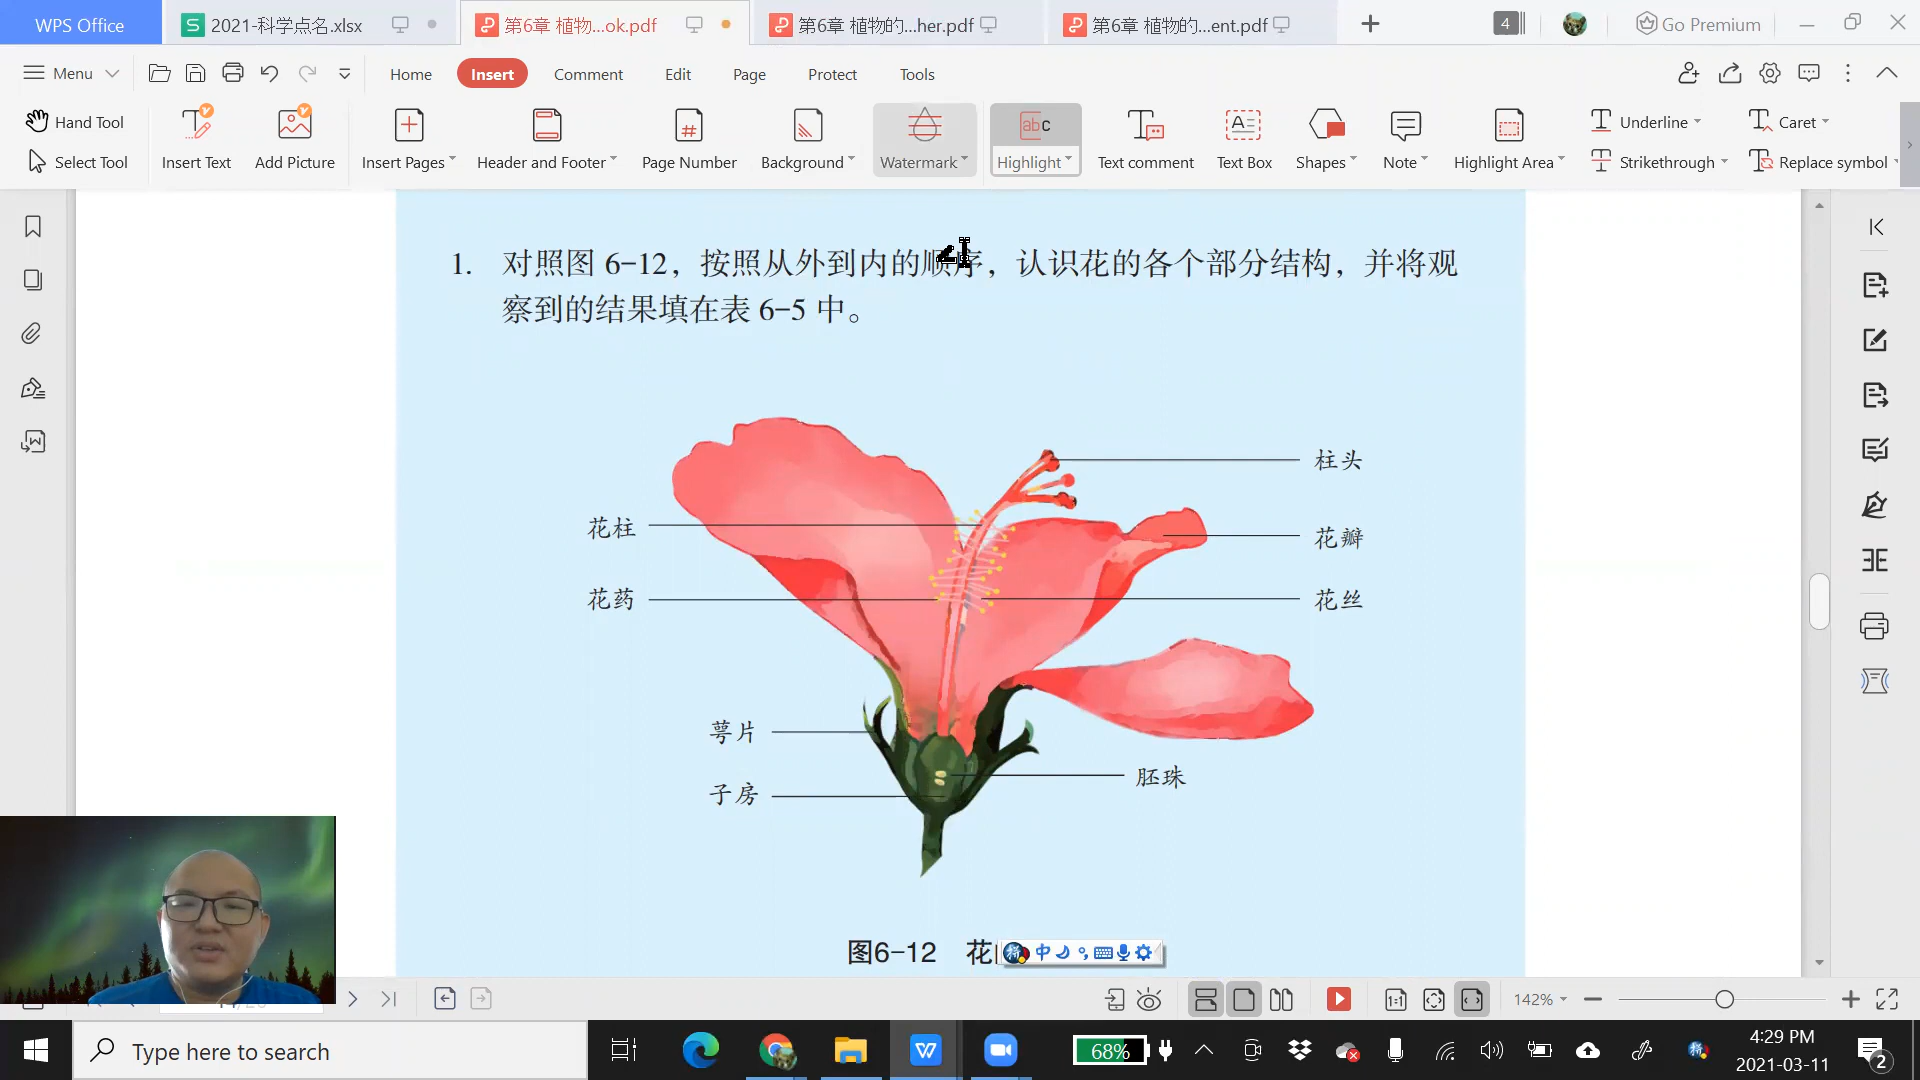 WPS Office
2021-科学点名.xlsx
第6章 植物...ok.pdf
第6章 植物的...her.pdf
第6章 植物的...ent.pdf
4
Go Premium
Menu
Home
Insert
Comment
Edit
Page
Protect
Tools
Hand Tool
Select Tool
Insert Text
Add Picture
Insert Pages
Header and Footer
Page Number
Background
Watermark
Highlight
Text comment
Text Box
Shapes
Note
Highlight Area
Underline
Strikethrough
Caret
Replace symbol
1. 对照图 6-12，按照从外到内的顺序，认识花的各个部分结构，并将观
察到的结果填在表 6-5 中。
柱头
花柱
花瓣
花药
花丝
萼片
胚珠
子房
图6-12 花
中
142%
Type here to search
68%
4:29 PM
2021-03-11
2